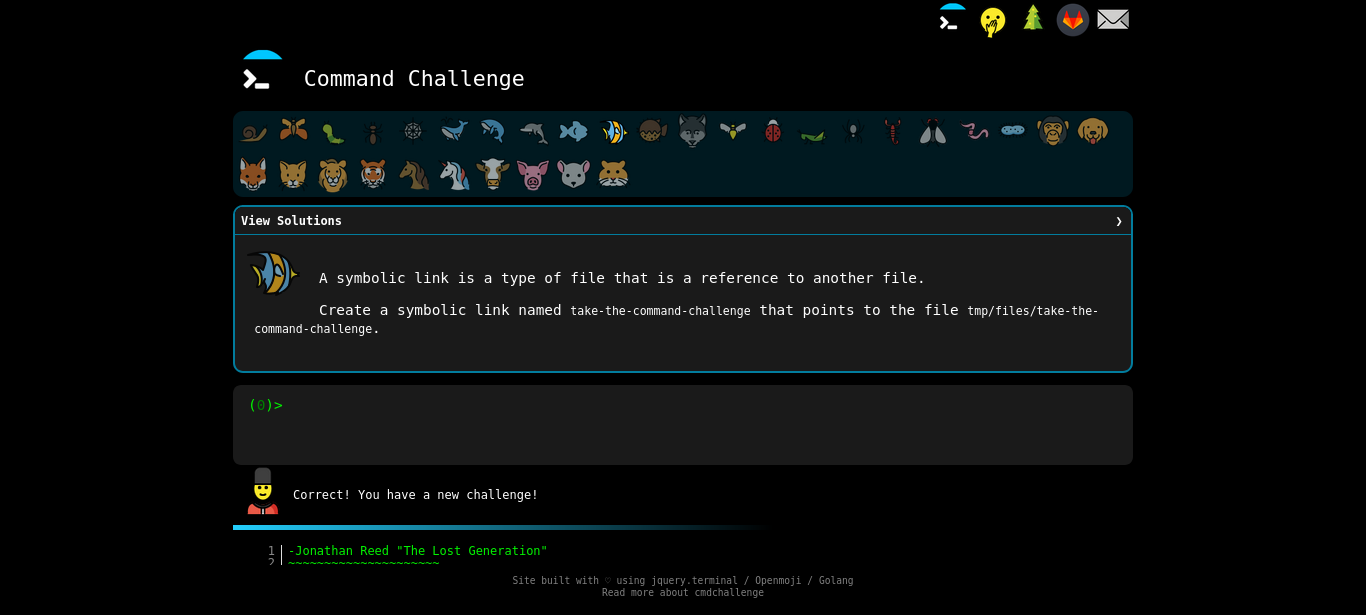 Command Challenge
View Solutions ❯
A symbolic link is a type of file that is a reference to another file.
Create a symbolic link named take-the-command-challenge that points to the file tmp/files/take-the-
command-challenge.
(0)>
Correct! You have a new challenge!
1 -Jonathan Reed "The Lost Generation"
2 ~~~~~~~~~~~~~~~~~~~~~
Site built with ♡ using jquery.terminal / Openmoji / Golang
Read more about cmdchallenge